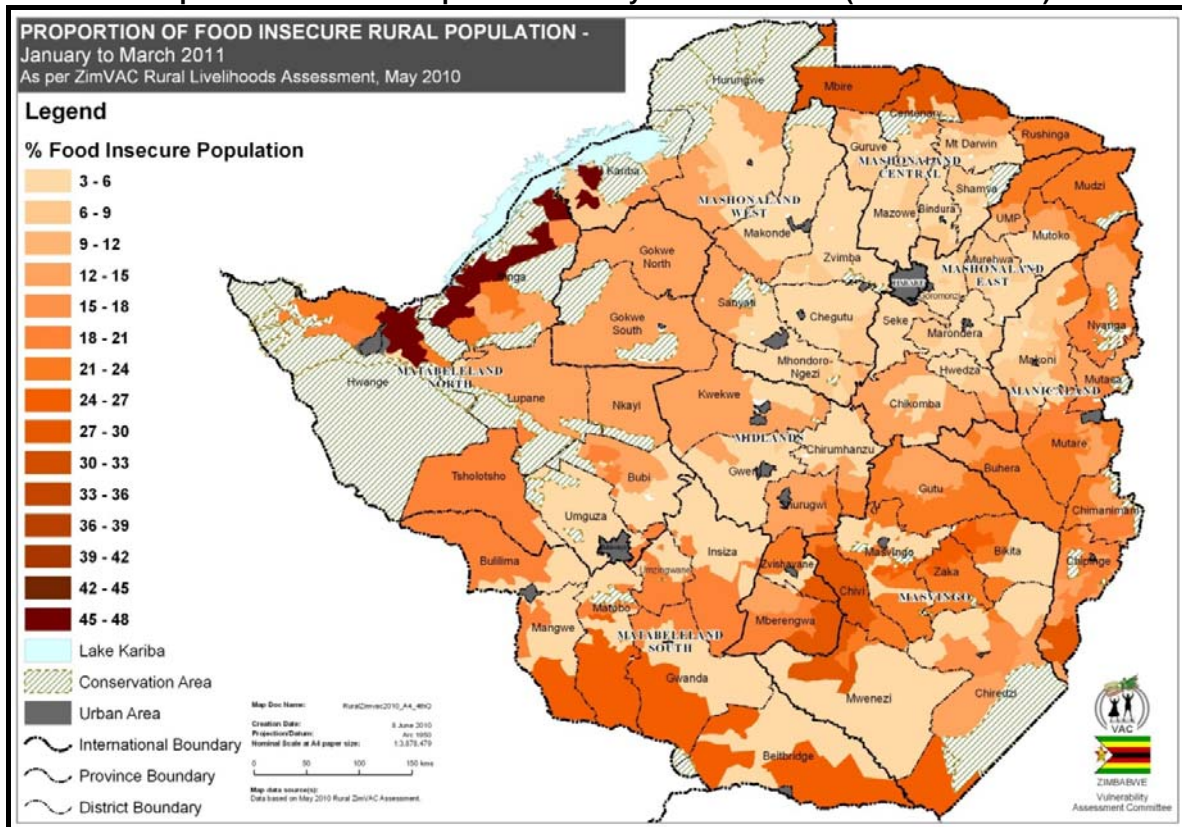 PROPORTION OF FOOD INSECURE RURAL POPULATION -
January to March 2011
As per ZimVAC Rural Livelihoods Assessment, May 2010
Legend
% Food Insecure Population
3 - 6
6 - 9
9 - 12
12 - 15
15 - 18
18 - 21
21 - 24
24 - 27
27 - 30
30 - 33
33 - 36
36 - 39
39 - 42
42 - 45
45 - 48
Lake Kariba
Conservation Area
Urban Area
International Boundary
Province Boundary
District Boundary
Map Doc Name:
Creation Date: 8 June 2010
Projection/Datum: Arc 1950
Nominal Scale at A4 paper size: 1:3,878,479
0 50 100 150 kms
Map data source(s):
Data based on May 2010 Rural ZimVAC Assessment.
Hurungwe
Mbire
Centenary
Rushinga
Kariba
Guruve
Mt Darwin
MASHONALAND
CENTRAL
Shamva
Mudzi
MASHONALAND
WEST
Mazowe
Bindura
UMP
Makonde
Mutoko
Gokwe
North
Zvimba
Murehwa
MASHONALAND
EAST
Sanyati
Goromonzi
Gokwe
South
Chegutu
Seke
Marondera
Nyanga
Mhondoro-
Ngezi
Hwedza
Makoni
Hwange
MATABELELAND
NORTH
Mutasa
MANICALAND
Lupane
Nkayi
Kwekwe
Chikomba
MIDLANDS
Chirumhanzu
Mutare
Tsholotsho
Bubi
Gweru
Buhera
Gutu
Shurugwi
Chimanimani
Umguza
Masvingo
Bikita
Bulilima
Insiza
Zvishavane
Chipinge
Umzingwane
Zaka
Chivi
MASVINGO
Matobo
Mberengwa
Mangwe
MATABELELAND
SOUTH
Gwanda
Mwenezi
Chiredzi
Beitbridge
VAC
ZIMBABWE
Vulnerability
Assessment Committee